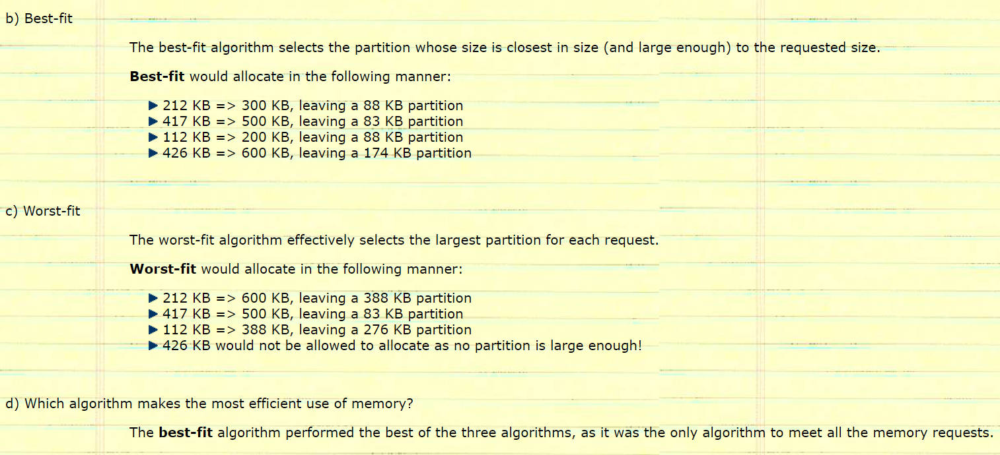 b) Best-fit
The best-fit algorithm selects the partition whose size is closest in size (and large enough) to the requested size.
Best-fit would allocate in the following manner:
212 KB => 300 KB, leaving a 88 KB partition
417 KB => 500 KB, leaving a 83 KB partition
112 KB => 200 KB, leaving a 88 KB partition
426 KB => 600 KB, leaving a 174 KB partition
c) Worst-fit
The worst-fit algorithm effectively selects the largest partition for each request.
Worst-fit would allocate in the following manner:
212 KB => 600 KB, leaving a 388 KB partition
417 KB => 500 KB, leaving a 83 KB partition
112 KB => 388 KB, leaving a 276 KB partition
426 KB would not be allowed to allocate as no partition is large enough!
d) Which algorithm makes the most efficient use of memory?
The best-fit algorithm performed the best of the three algorithms, as it was the only algorithm to meet all the memory requests.